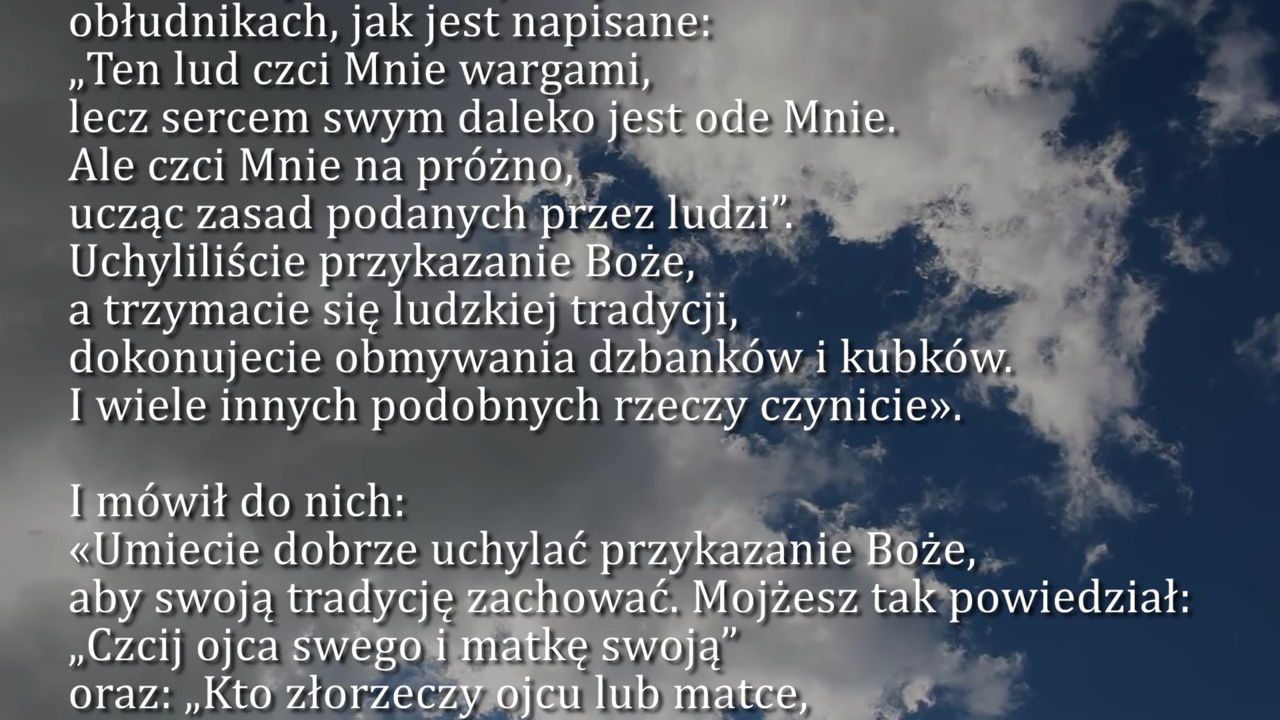 obłudnikach, jak jest napisane:
„Ten lud czci Mnie wargami,
lecz sercem swym daleko jest ode Mnie.
Ale czci Mnie na próżno,
ucząc zasad podanych przez ludzi”.
Uchyliliście przykazanie Boże,
a trzymacie się ludzkiej tradycji,
dokonujecie obmywania dzbanków i kubków.
I wiele innych podobnych rzeczy czynicie».
I mówił do nich:
«Umiecie dobrze uchylać przykazanie Boże,
aby swoją tradycję zachować. Mojżesz tak powiedział:
„Czcij ojca swego i matkę swoją”
oraz: „Kto złorzeczy ojcu lub matce,